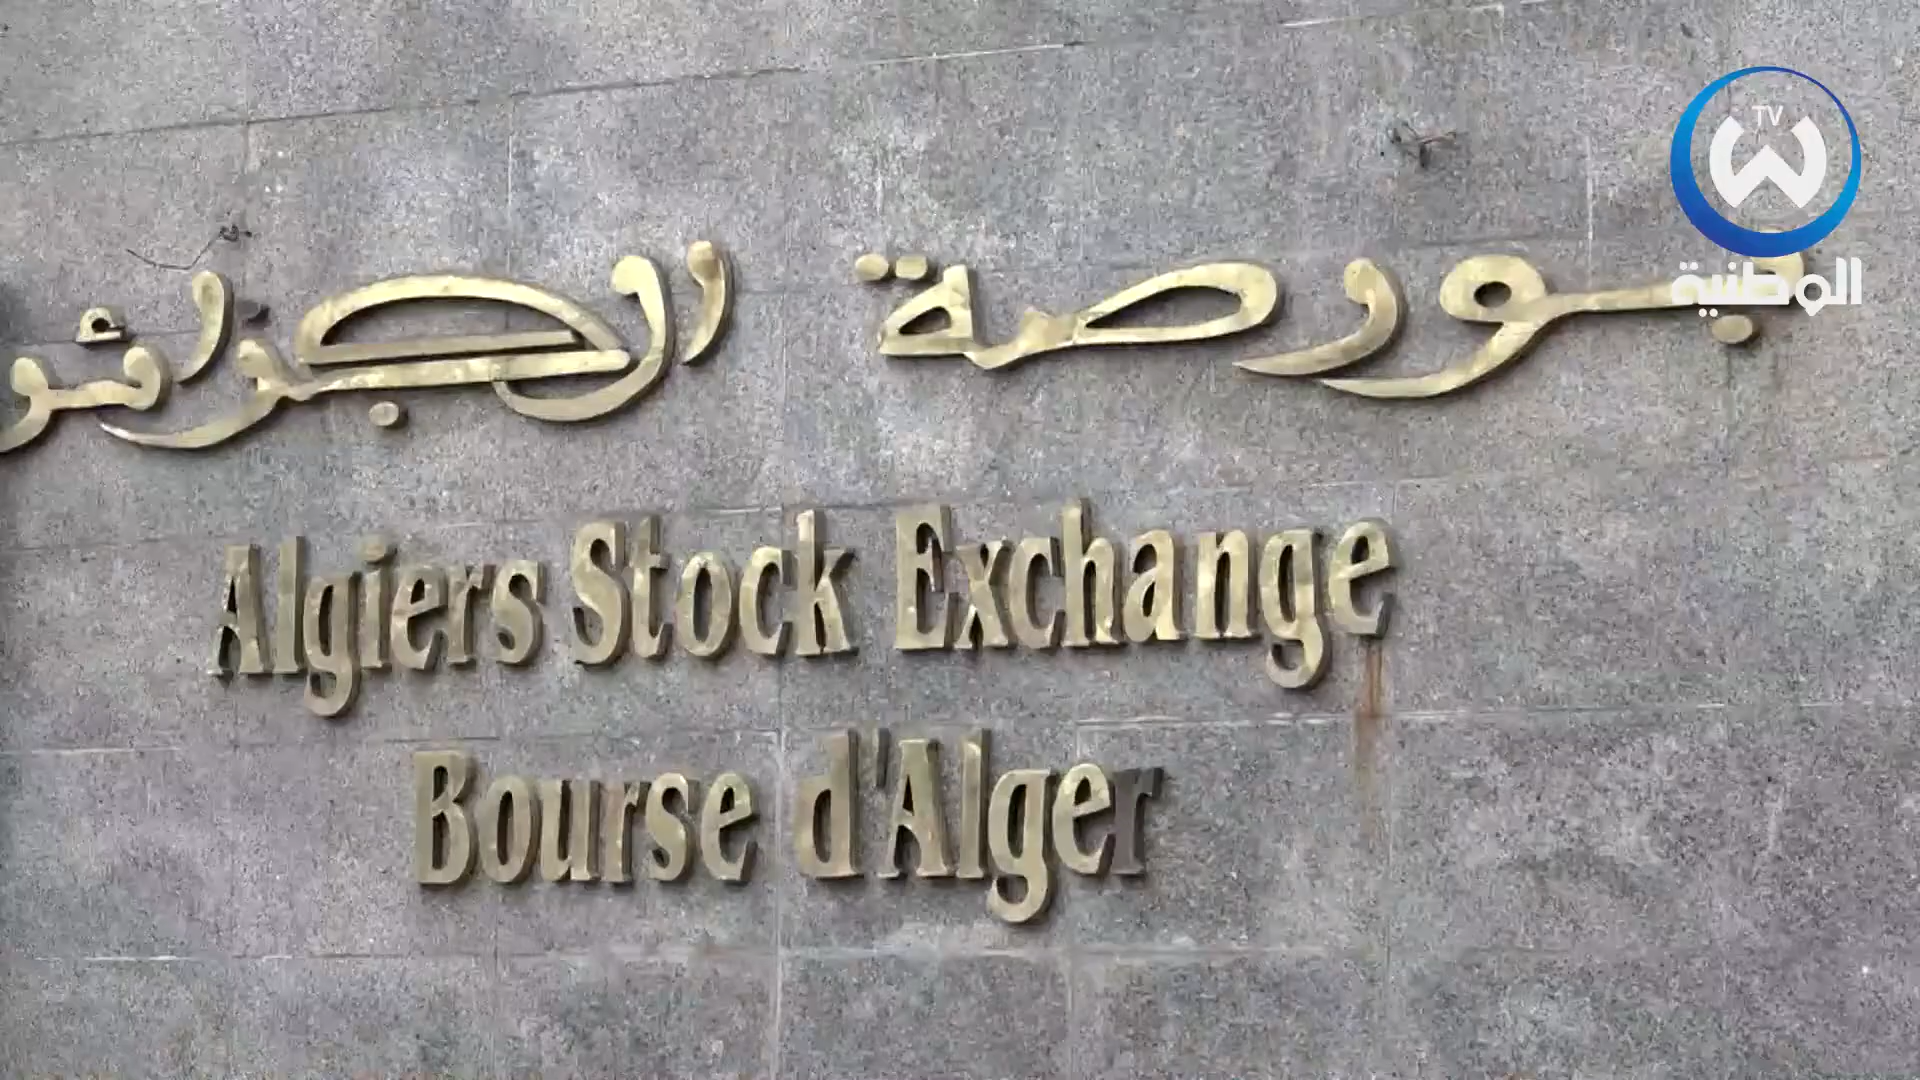 بورصة الجزائر
Algiers Stock Exchange
Bourse d'Alger
TV
W
الوطنية